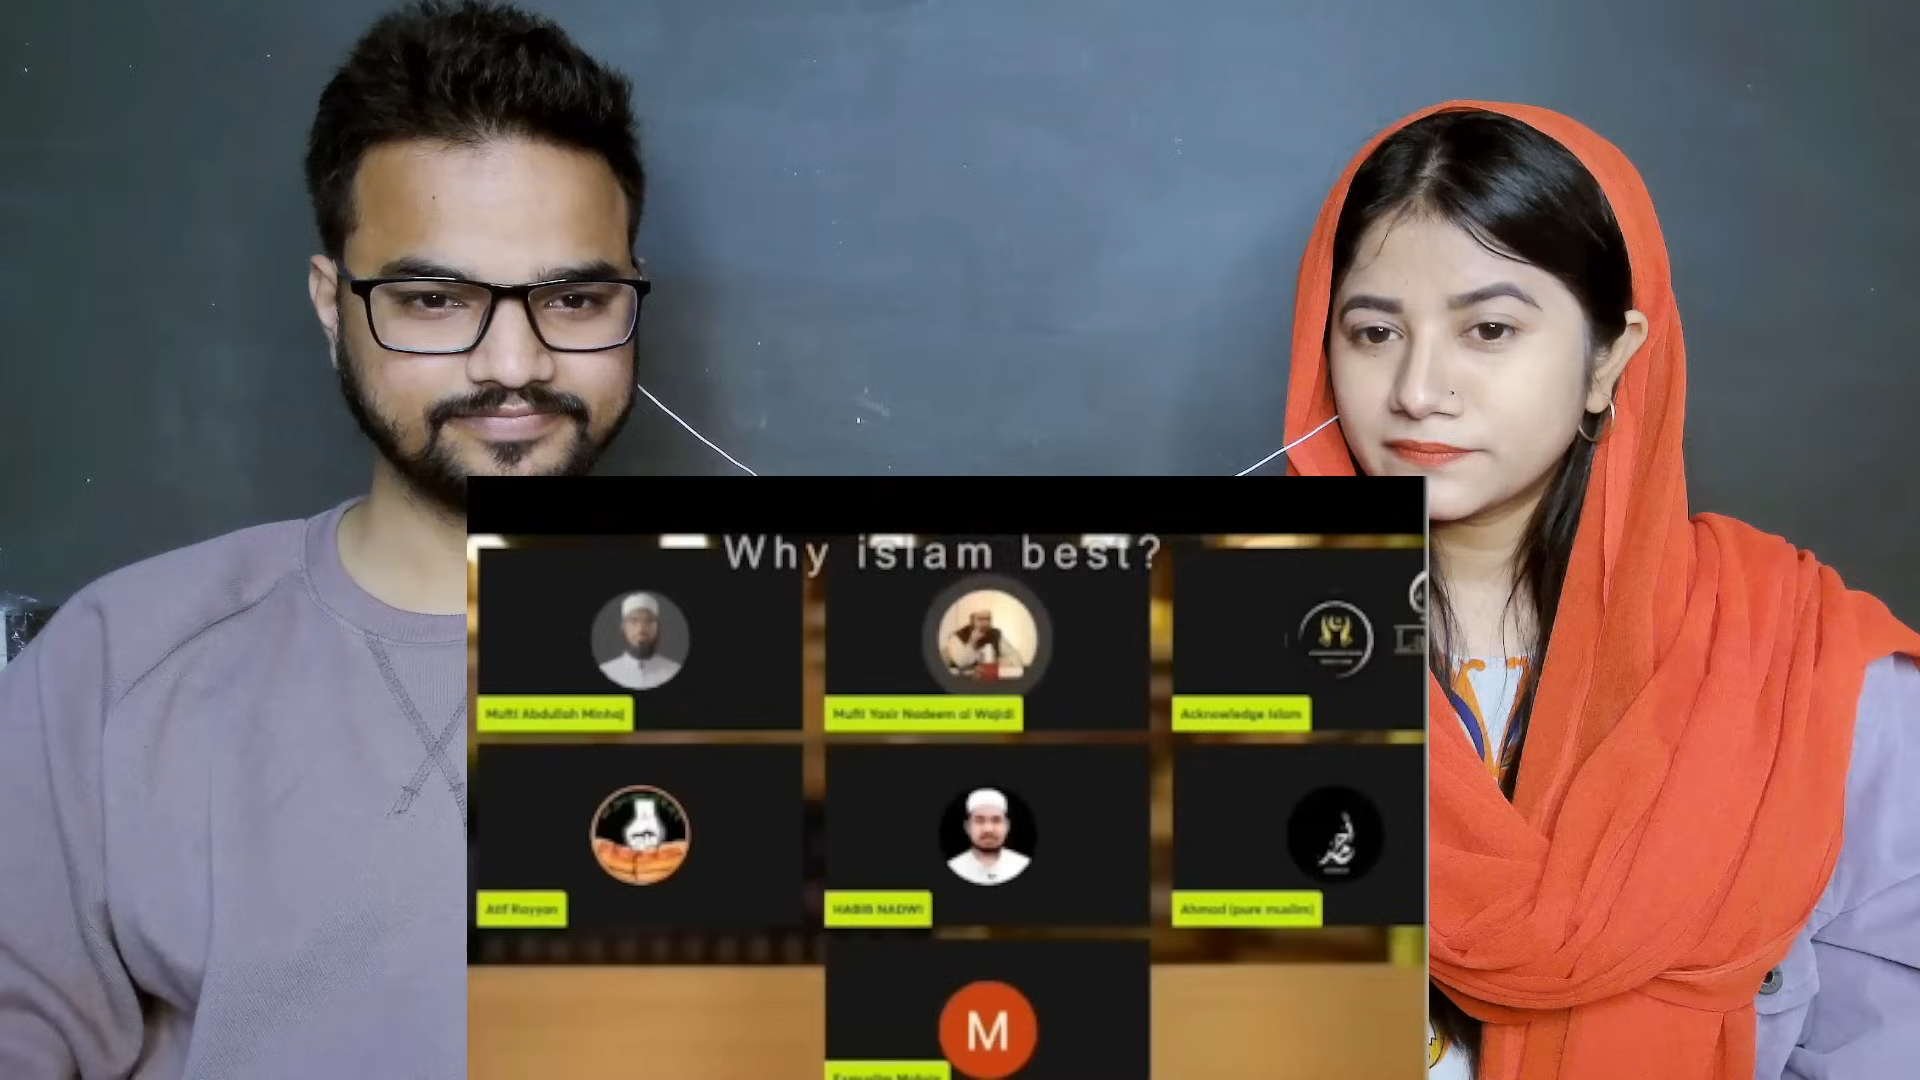 Why islam best?
Mufti Abdullah Minhaj
Mufti Yasir Nadeem al Wajidi
Acknowledge Islam
Atif Rayyan
HABIB NADWI
Ahmad (pure muslim)
M